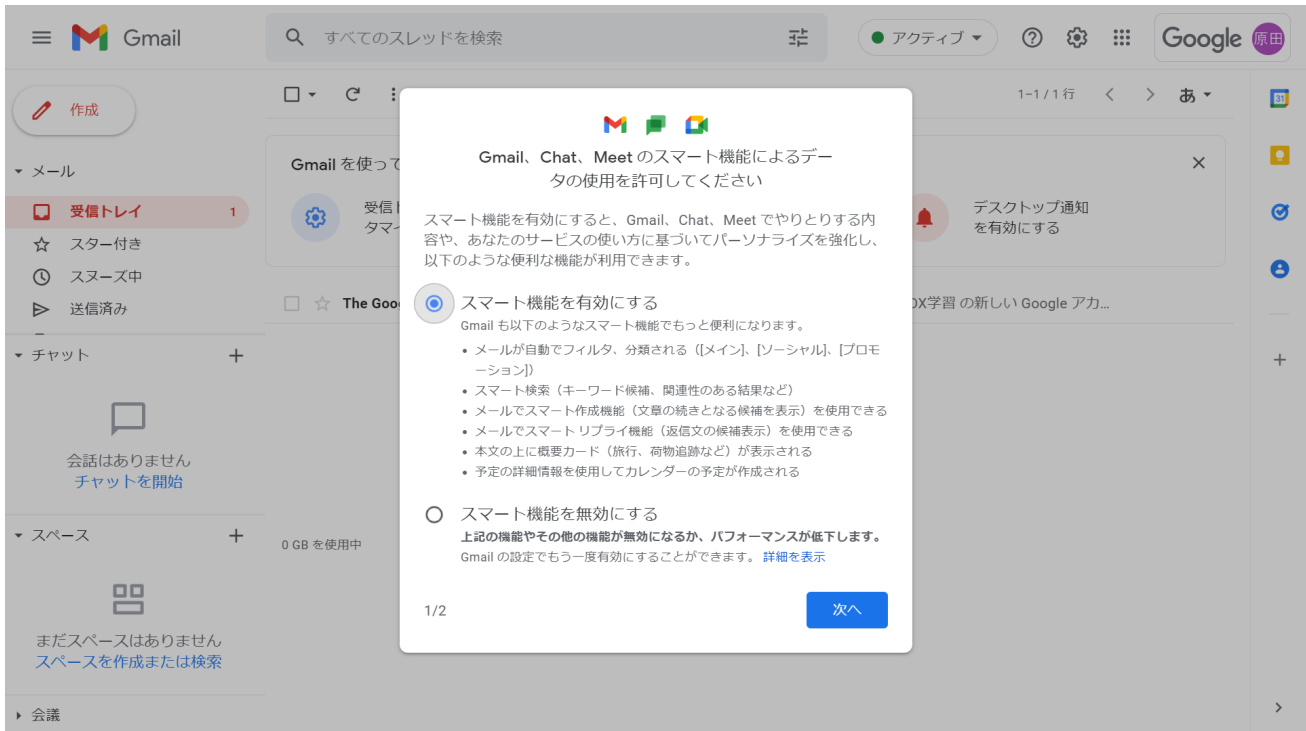 Gmail
すべてのスレッドを検索
アクティブ
Google
原田
作成
1–1 / 1 行
あ
31
メール
受信トレイ 1
スター付き
スヌーズ中
送信済み
チャット
会話はありません
チャットを開始
スペース
まだスペースはありません
スペースを作成または検索
会議
Gmail を使って
受信
タマ
デスクトップ通知
を有効にする
The Goo
DX学習 の新しい Google アカ...
0 GB を使用中
Gmail、Chat、Meet のスマート機能によるデー
タの使用を許可してください
スマート機能を有効にすると、Gmail、Chat、Meet でやりとりする内
容や、あなたのサービスの使い方に基づいてパーソナライズを強化し、
以下のような便利な機能が利用できます。
スマート機能を有効にする
Gmail も以下のようなスマート機能でもっと便利になります。
• メールが自動でフィルタ、分類される（[メイン]、[ソーシャル]、[プロモ
ーション]）
• スマート検索（キーワード候補、関連性のある結果など）
• メールでスマート作成機能（文章の続きとなる候補を表示）を使用できる
• メールでスマート リプライ機能（返信文の候補表示）を使用できる
• 本文の上に概要カード（旅行、荷物追跡など）が表示される
• 予定の詳細情報を使用してカレンダーの予定が作成される
スマート機能を無効にする
上記の機能やその他の機能が無効になるか、パフォーマンスが低下します。
Gmail の設定でもう一度有効にすることができます。 詳細を表示
1/2
次へ